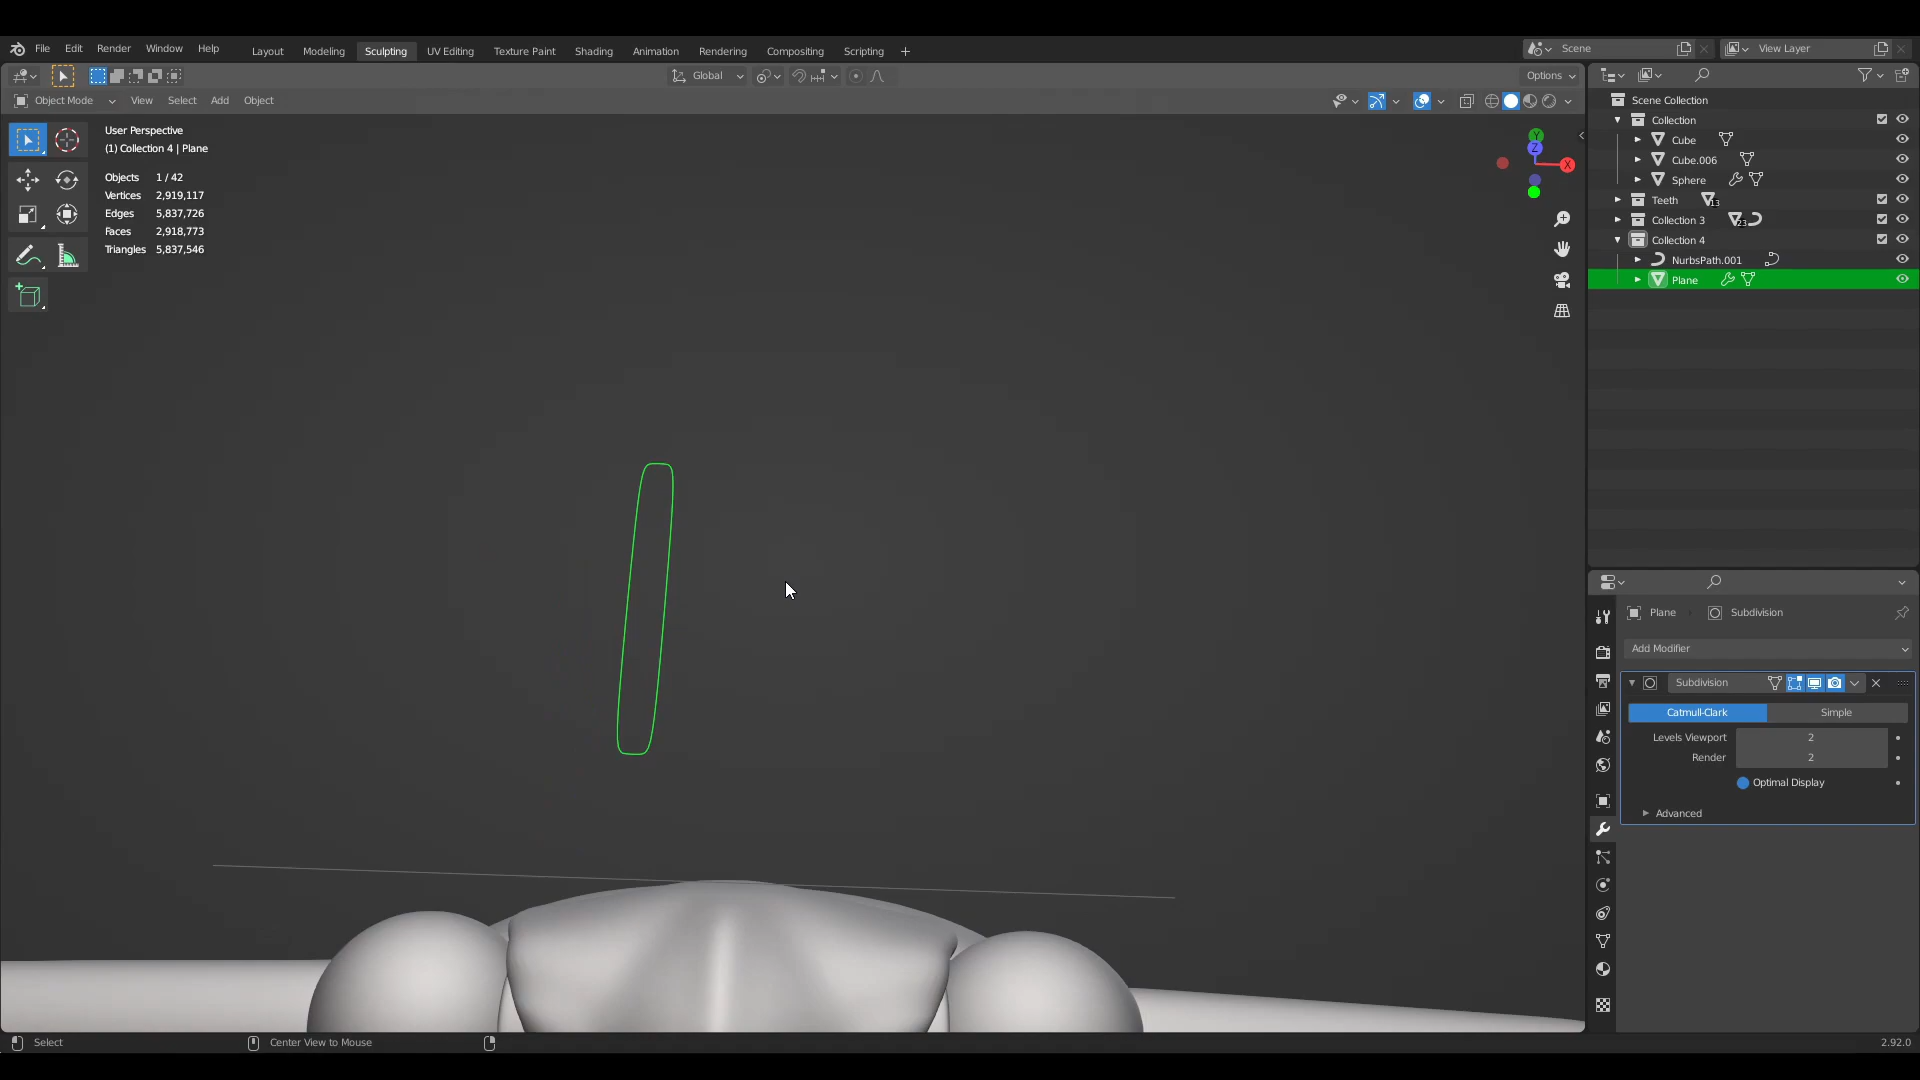 File Edit Render Window Help Layout Modeling Sculpting UV Editing Texture Paint Shading Animation Rendering Compositing Scripting + Scene View Layer
Global Options
Object Mode View Select Add Object
User Perspective
(1) Collection 4 | Plane
Objects 1 / 42
Vertices 2,919,117
Edges 5,837,726
Faces 2,918,773
Triangles 5,837,546
Y
Z
X
Scene Collection
Collection
Cube
Cube.006
Sphere
Teeth 13
Collection 3 23
Collection 4
NurbsPath.001
Plane
Plane Subdivision
Add Modifier
Subdivision
Catmull-Clark Simple
Levels Viewport 2
Render 2
Optimal Display
Advanced
Select Center View to Mouse 2.92.0